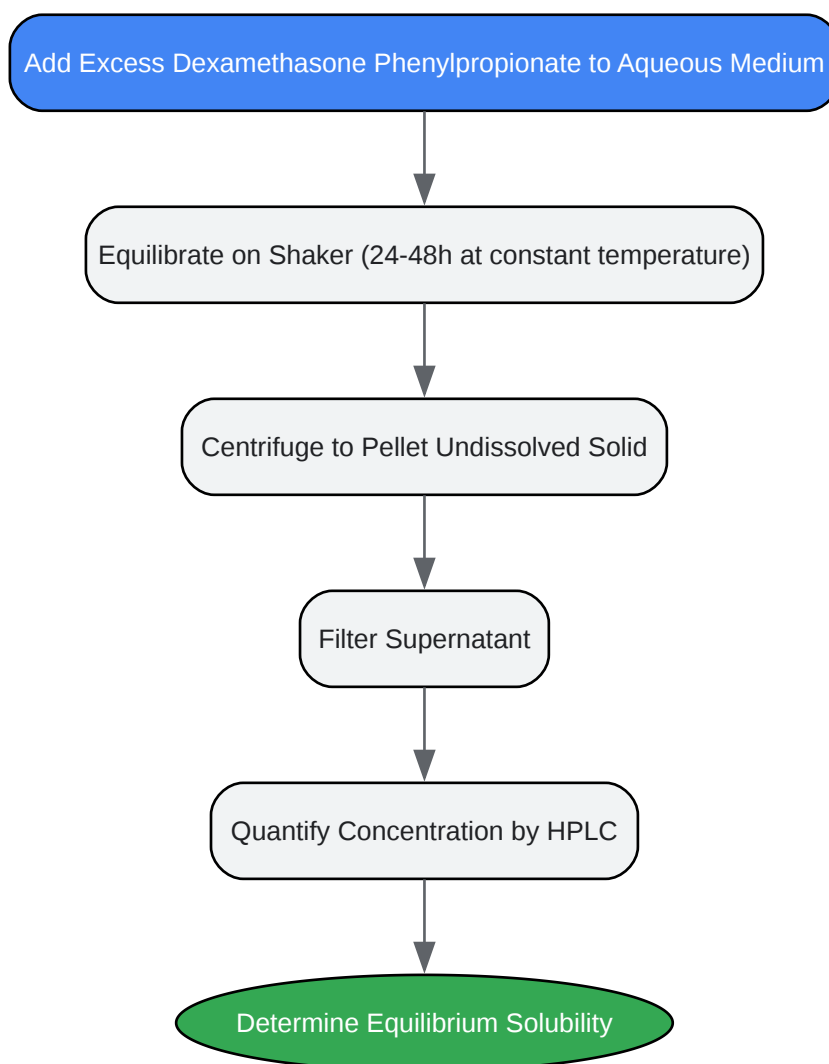 Add Excess Dexamethasone Phenylpropionate to Aqueous Medium
Equilibrate on Shaker (24-48h at constant temperature)
Centrifuge to Pellet Undissolved Solid
Filter Supernatant
Quantify Concentration by HPLC
Determine Equilibrium Solubility